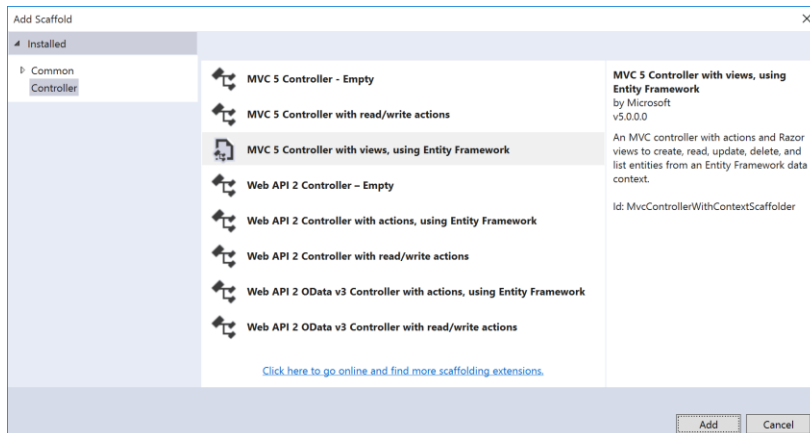 Add Scaffold
Installed
Common
Controller
MVC 5 Controller - Empty
MVC 5 Controller with read/write actions
MVC 5 Controller with views, using Entity Framework
Web API 2 Controller – Empty
Web API 2 Controller with actions, using Entity Framework
Web API 2 Controller with read/write actions
Web API 2 OData v3 Controller with actions, using Entity Framework
Web API 2 OData v3 Controller with read/write actions
Click here to go online and find more scaffolding extensions.
MVC 5 Controller with views, using
Entity Framework
by Microsoft
v5.0.0.0
An MVC controller with actions and Razor
views to create, read, update, delete, and
list entities from an Entity Framework data
context.
Id: MvcControllerWithContextScaffolder
Add
Cancel